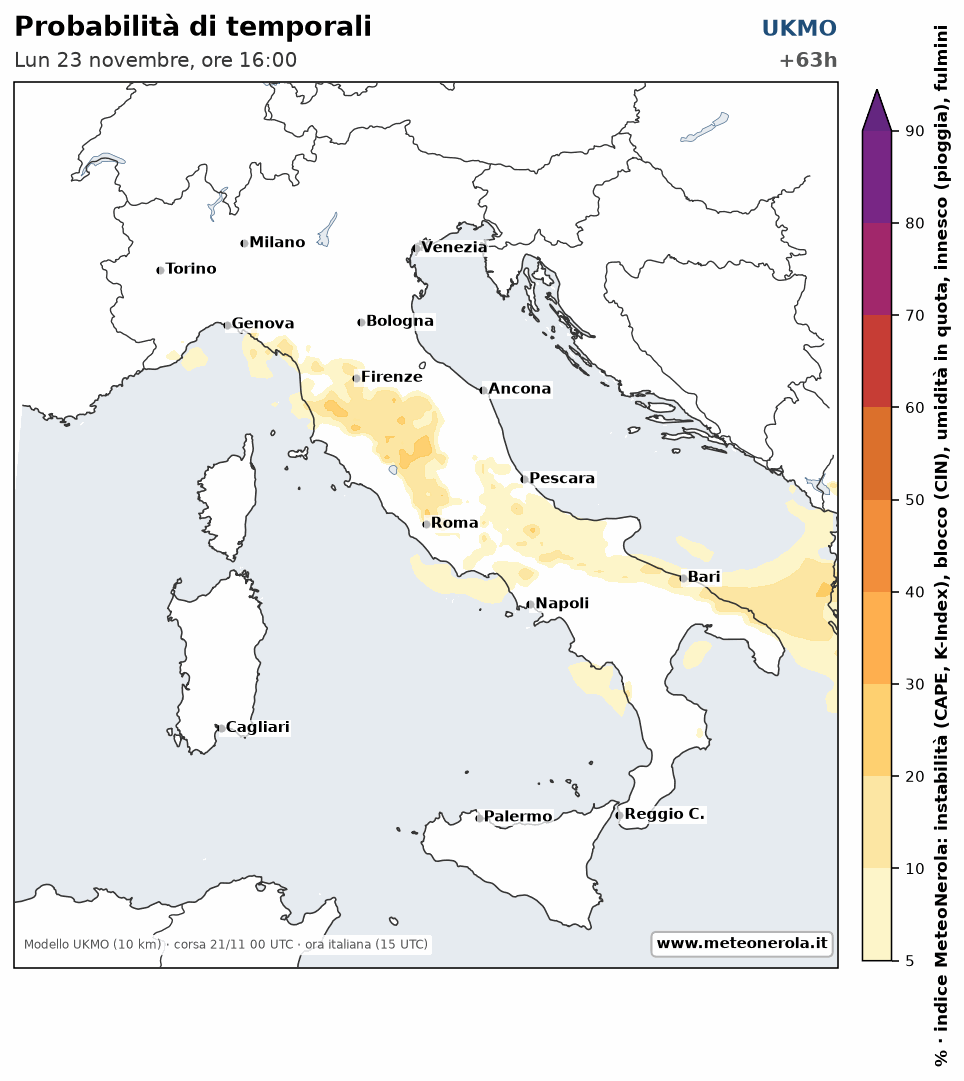 Probabilità di temporali
UKMO
Lun 23 novembre, ore 16:00
+63h
Milano
Venezia
Torino
Genova
Bologna
Firenze
Ancona
Pescara
Roma
Bari
Napoli
Cagliari
Palermo
Reggio C.
Modello UKMO (10 km) · corsa 21/11 00 UTC · ora italiana (15 UTC)
www.meteonerola.it
90
80
70
60
50
40
30
20
10
5
% · indice MeteoNerola: instabilità (CAPE, K-Index), blocco (CIN), umidità in quota, innesco (pioggia), fulmini